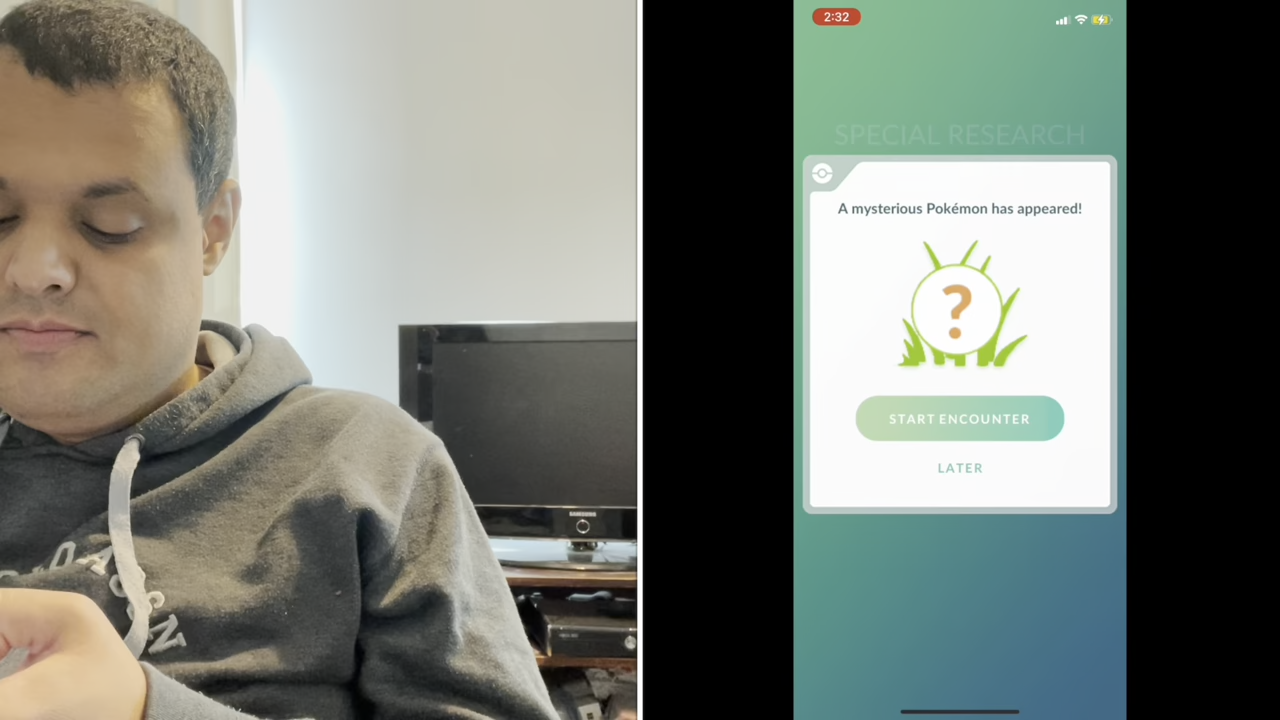 2:32
SPECIAL RESEARCH
A mysterious Pokémon has appeared!
?
START ENCOUNTER
LATER
SAMSUNG